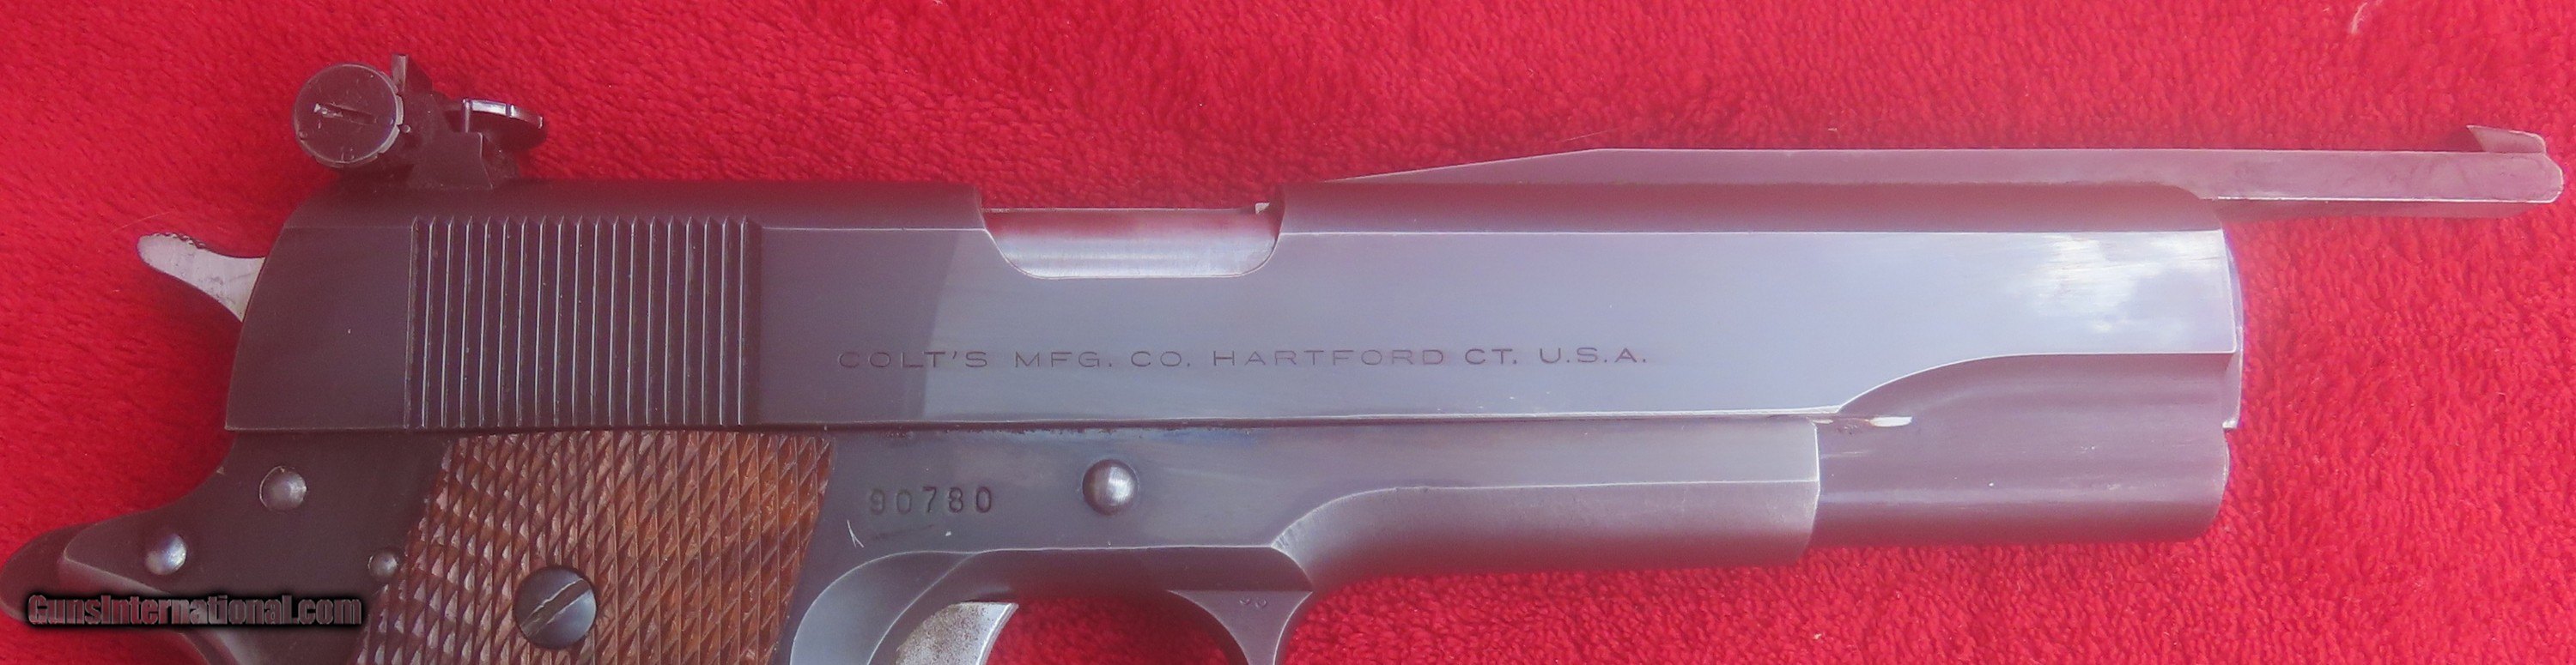 COLT'S MFG. CO. HARTFORD CT. U.S.A.
90780
GunsInternational.com